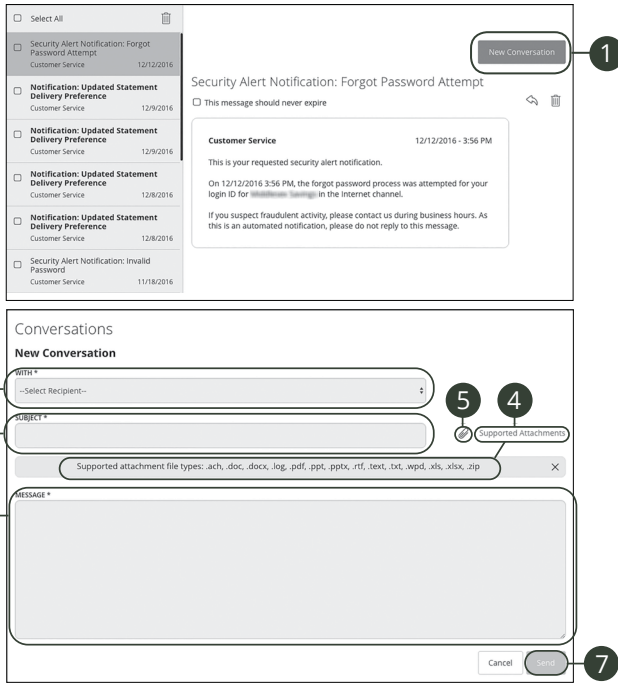 Select All
Security Alert Notification: Forgot
Password Attempt
Customer Service 12/12/2016
Notification: Updated Statement
Delivery Preference
Customer Service 12/9/2016
Notification: Updated Statement
Delivery Preference
Customer Service 12/9/2016
Notification: Updated Statement
Delivery Preference
Customer Service 12/8/2016
Notification: Updated Statement
Delivery Preference
Customer Service 12/8/2016
Security Alert Notification: Invalid
Password
Customer Service 11/18/2016
New Conversation
1
Security Alert Notification: Forgot Password Attempt
This message should never expire
Customer Service 12/12/2016 - 3:56 PM
This is your requested security alert notification.
On 12/12/2016 3:56 PM, the forgot password process was attempted for your
login ID for in the Internet channel.
If you suspect fraudulent activity, please contact us during business hours. As
this is an automated notification, please do not reply to this message.
Conversations
New Conversation
WITH *
--Select Recipient--
5 4
SUBJECT *
Supported Attachments
Supported attachment file types: .ach, .doc, .docx, .log, .pdf, .ppt, .pptx, .rtf, .text, .txt, .wpd, .xls, .xlsx, .zip
MESSAGE *
Cancel Send
7